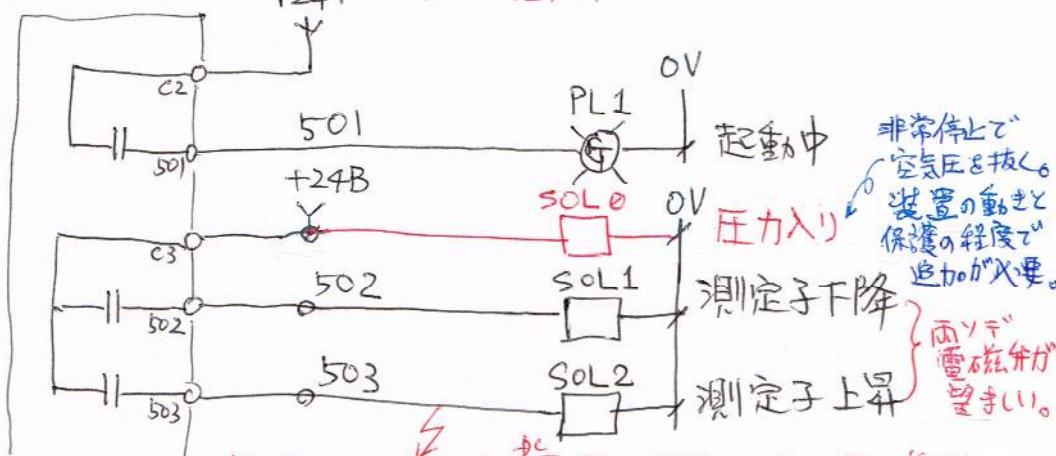 C2
501
501
PL1
G
0V
起動中
非常停止で
空気圧を抜く。
装置の動きと
保護の程度で
追加が必要。
+24B
C3
SOL0
0V
圧力入り
502
502
SOL1
測定子下降
503
503
SOL2
測定子上昇
両ソデ
電磁弁が
望ましい。
DC